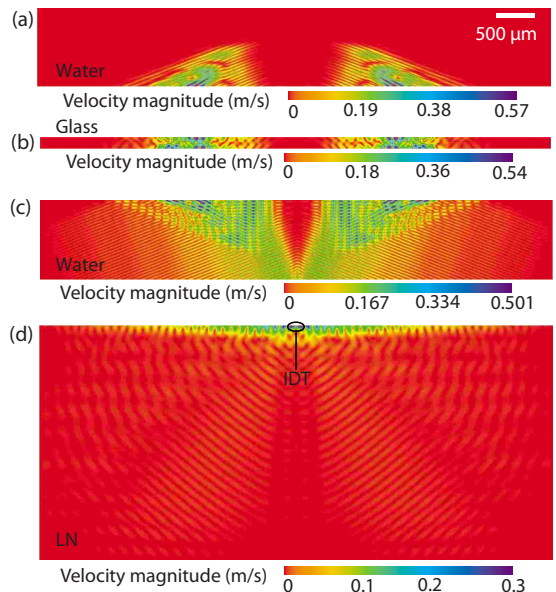 (a)
500 µm
Water
Velocity magnitude (m/s)
0 0.19 0.38 0.57
Glass
(b)
Velocity magnitude (m/s)
0 0.18 0.36 0.54
(c)
Water
Velocity magnitude (m/s)
0 0.167 0.334 0.501
(d)
IDT
LN
Velocity magnitude (m/s)
0 0.1 0.2 0.3